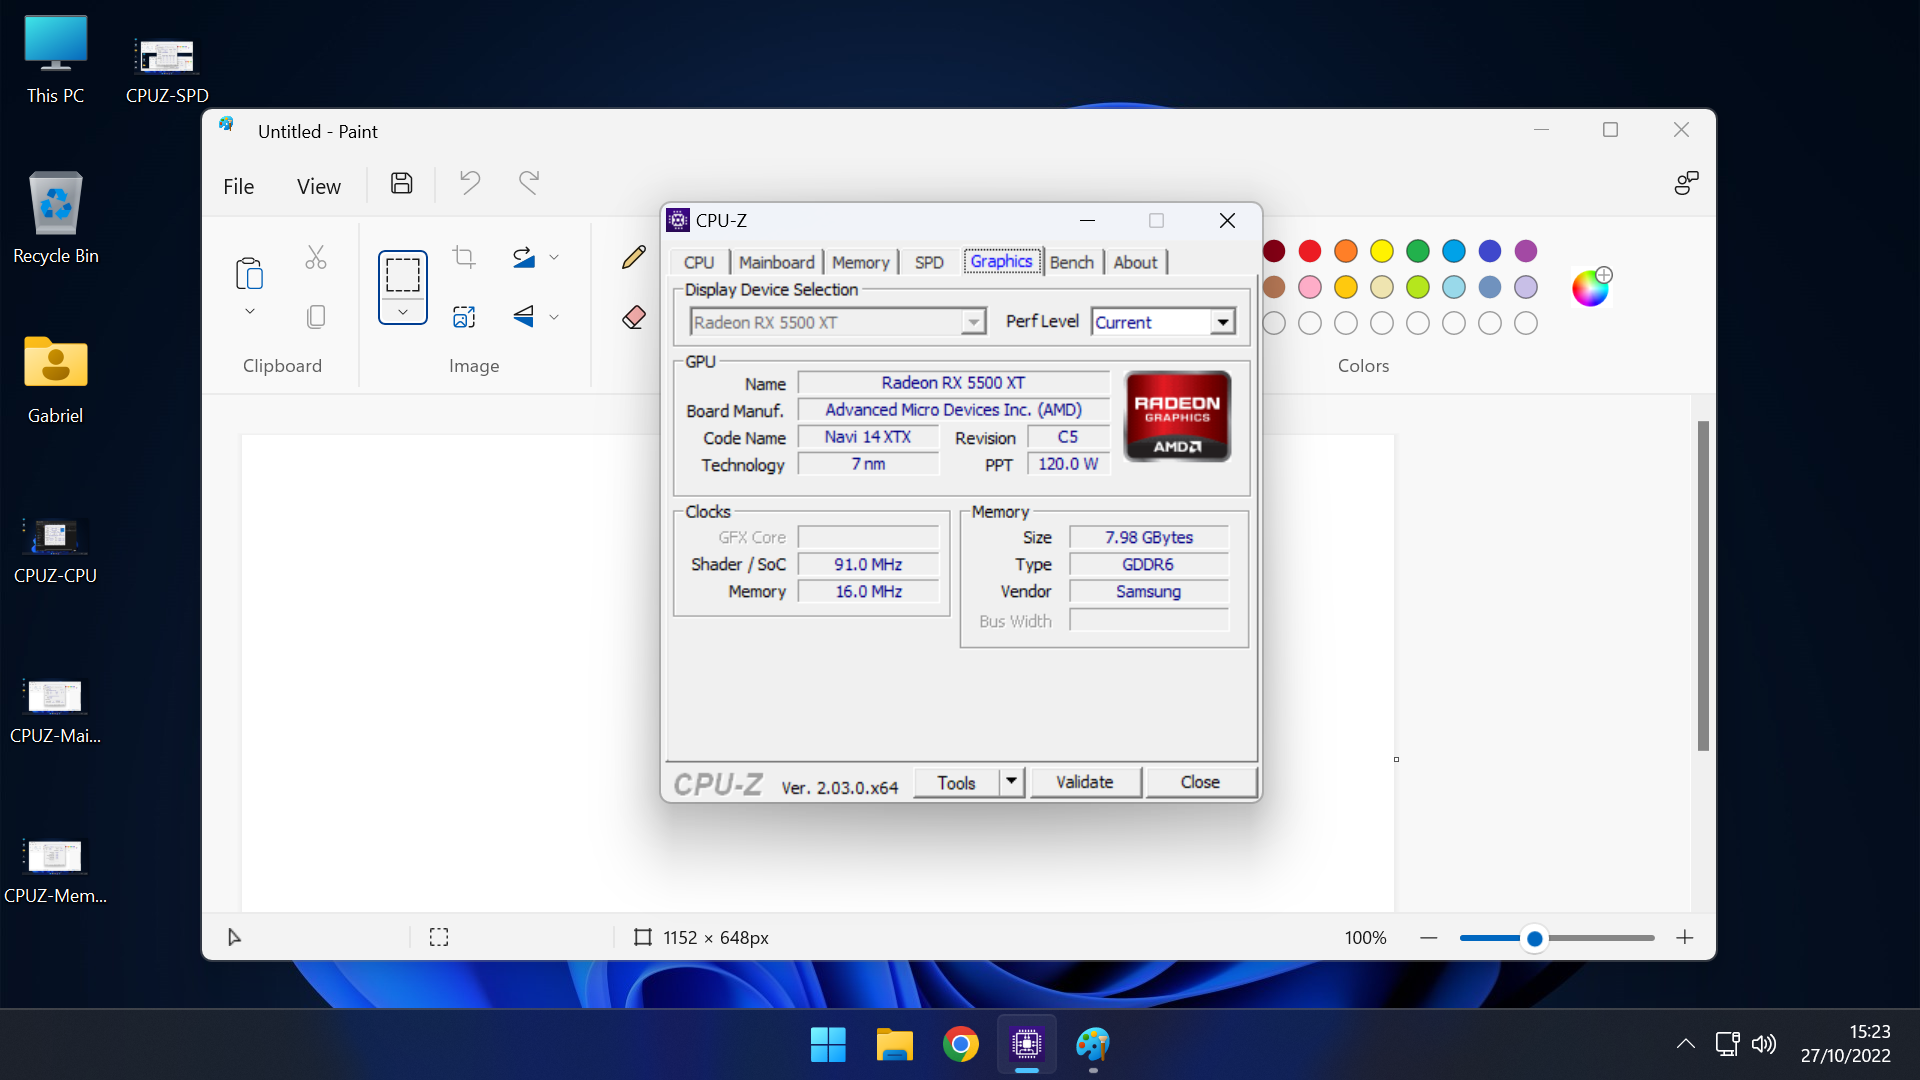 This PC
CPUZ-SPD
Recycle Bin
Gabriel
CPUZ-CPU
CPUZ-Mai...
CPUZ-Mem...
Untitled - Paint
File View
Clipboard
Image
Colors
CPU-Z
CPU Mainboard Memory SPD Graphics Bench About
Display Device Selection
Radeon RX 5500 XT Perf Level Current
GPU
Name Radeon RX 5500 XT
Board Manuf. Advanced Micro Devices Inc. (AMD)
Code Name Navi 14 XTX Revision C5
Technology 7 nm PPT 120.0 W
RADEON
GRAPHICS
AMD
Clocks
GFX Core
Shader / SoC 91.0 MHz
Memory 16.0 MHz
Memory
Size 7.98 GBytes
Type GDDR6
Vendor Samsung
Bus Width
CPU-Z Ver. 2.03.0.x64 Tools Validate Close
1152 × 648px
100%
15:23
27/10/2022